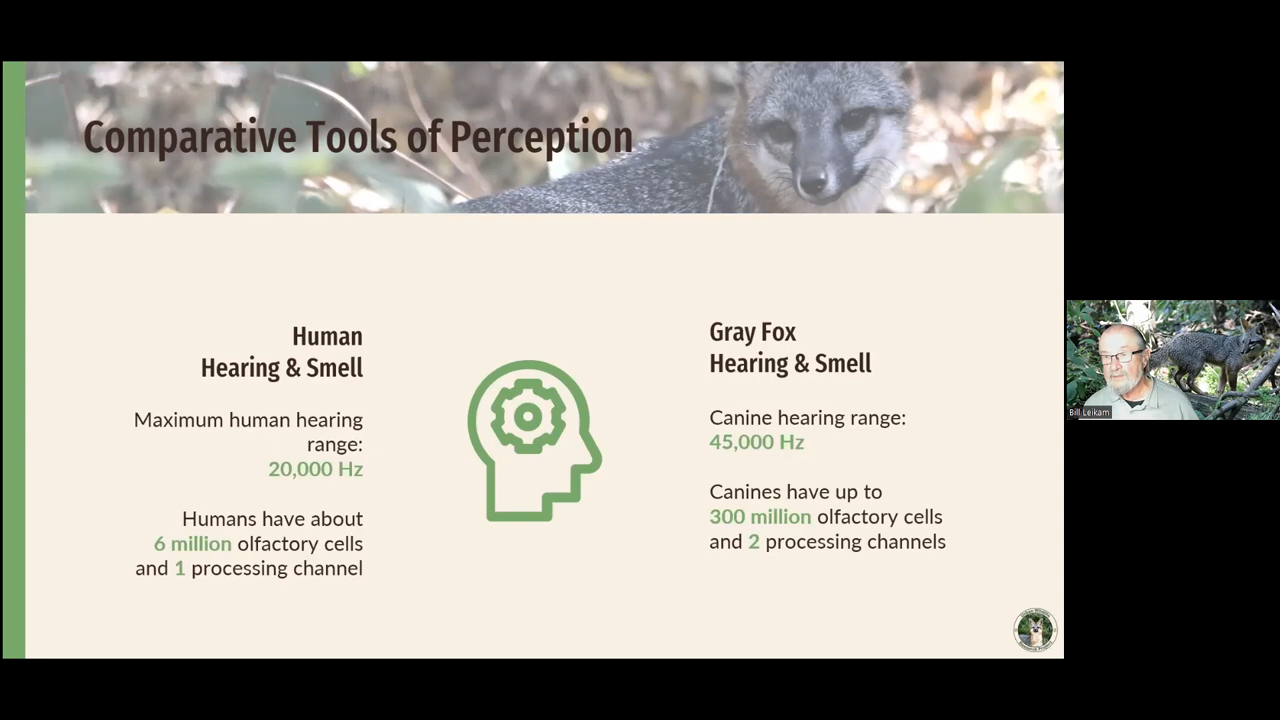 Comparative Tools of Perception
Human
Hearing & Smell
Maximum human hearing
range:
20,000 Hz
Humans have about
6 million olfactory cells
and 1 processing channel
Gray Fox
Hearing & Smell
Canine hearing range:
45,000 Hz
Canines have up to
300 million olfactory cells
and 2 processing channels
Bill Leikam